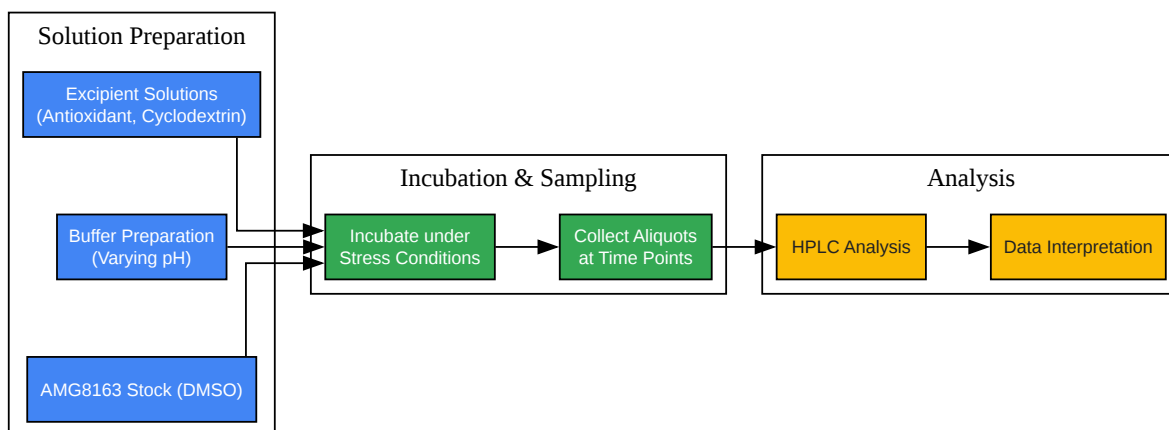 Solution Preparation
Excipient Solutions
(Antioxidant, Cyclodextrin)
Buffer Preparation
(Varying pH)
AMG8163 Stock (DMSO)
Incubation & Sampling
Incubate under
Stress Conditions
Collect Aliquots
at Time Points
Analysis
HPLC Analysis
Data Interpretation